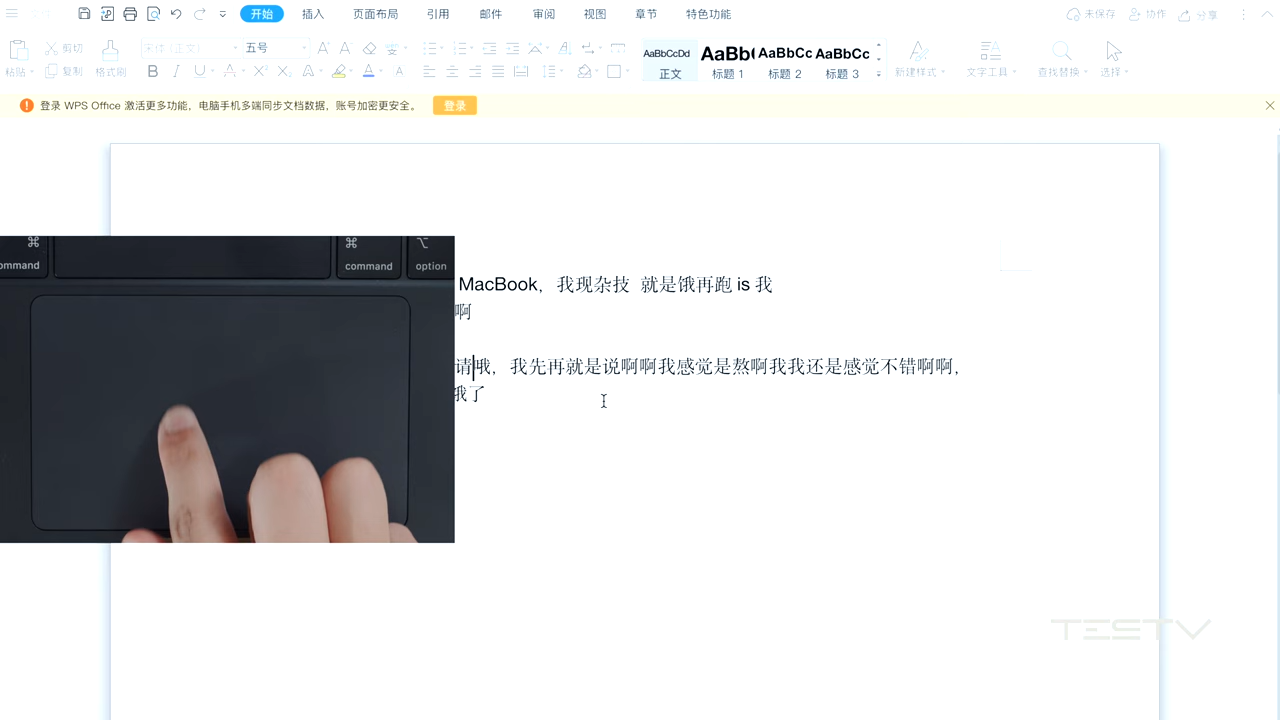 开始 插入 页面布局 引用 邮件 审阅 视图 章节 特色功能 未保存 协作 分享
剪切 五号 AaBbCcDd AaBb( AaBbCc AaBbCc
粘贴 复制 格式刷 B I U A X² A A A 正文 标题 1 标题 2 标题 3 新建样式 文字工具 查找替换 选择
登录 WPS Office 激活更多功能，电脑手机多端同步文档数据，账号加密更安全。 登录
⌘ ⌘ ⌥
ommand command option
MacBook，我现杂技 就是饿再跑 is 我
啊
请哦，我先再就是说啊啊我感觉是熬啊我我还是感觉不错啊啊，
我了
TESTV